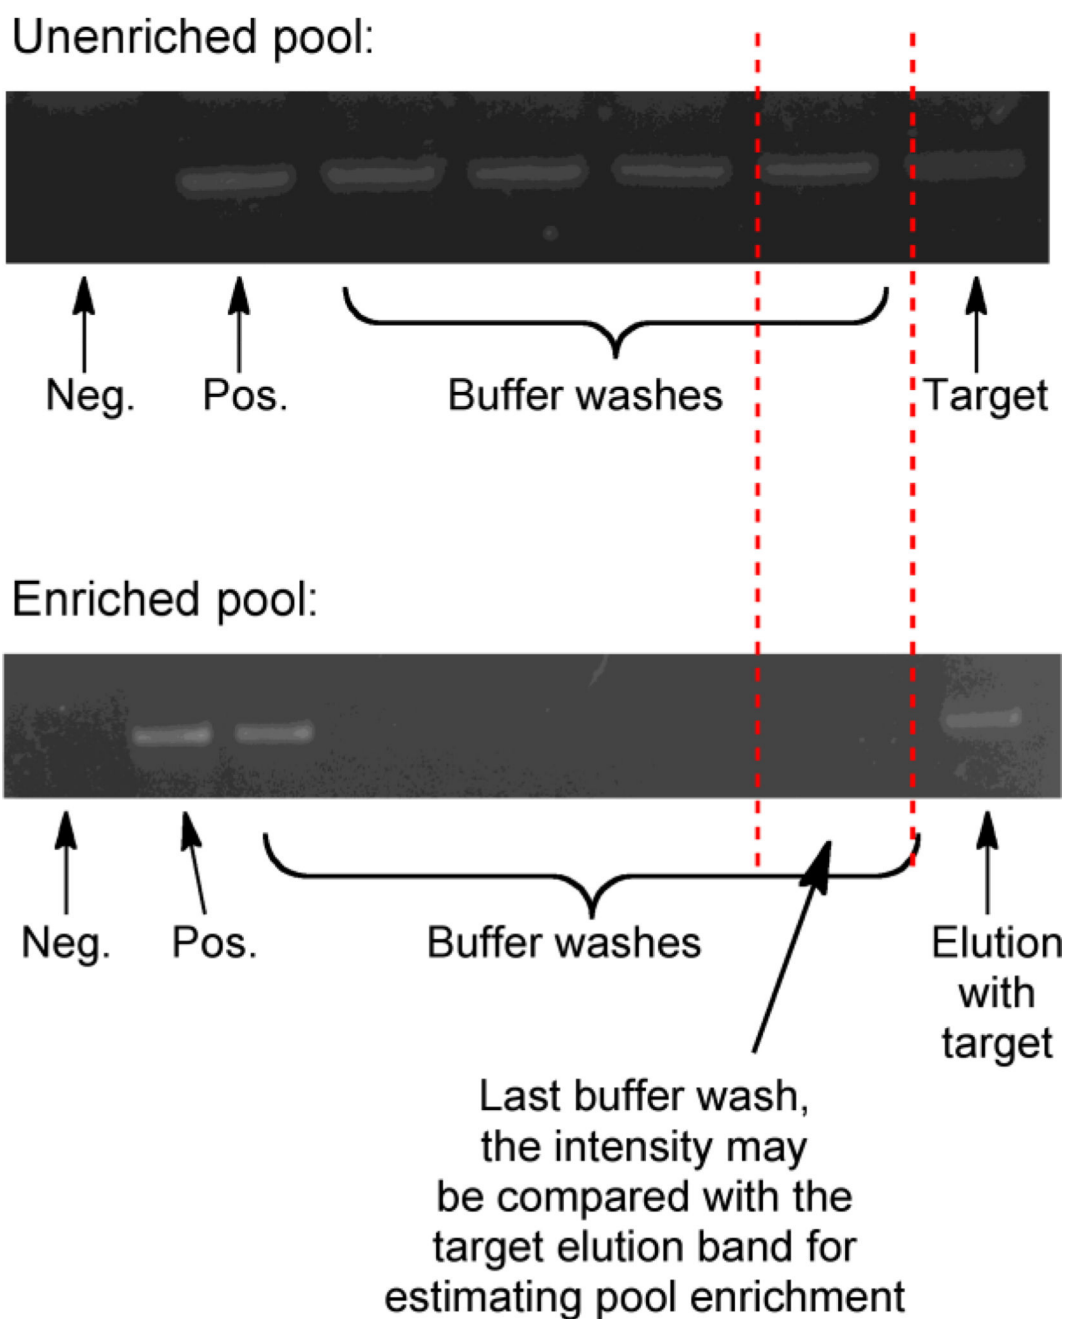 Unenriched pool:
Neg.
Pos.
Buffer washes
Target
Enriched pool:
Neg.
Pos.
Buffer washes
Elution
with
target
Last buffer wash,
the intensity may
be compared with the
target elution band for
estimating pool enrichment